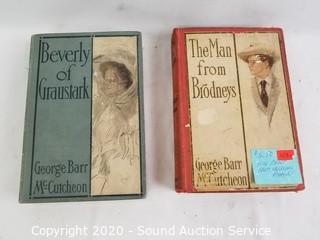 Beverly
of
Graustark
George Barr
McCutcheon
The Man
from
Brodneys
George Barr
McCutcheon
Copyright 2020 - Sound Auction Service